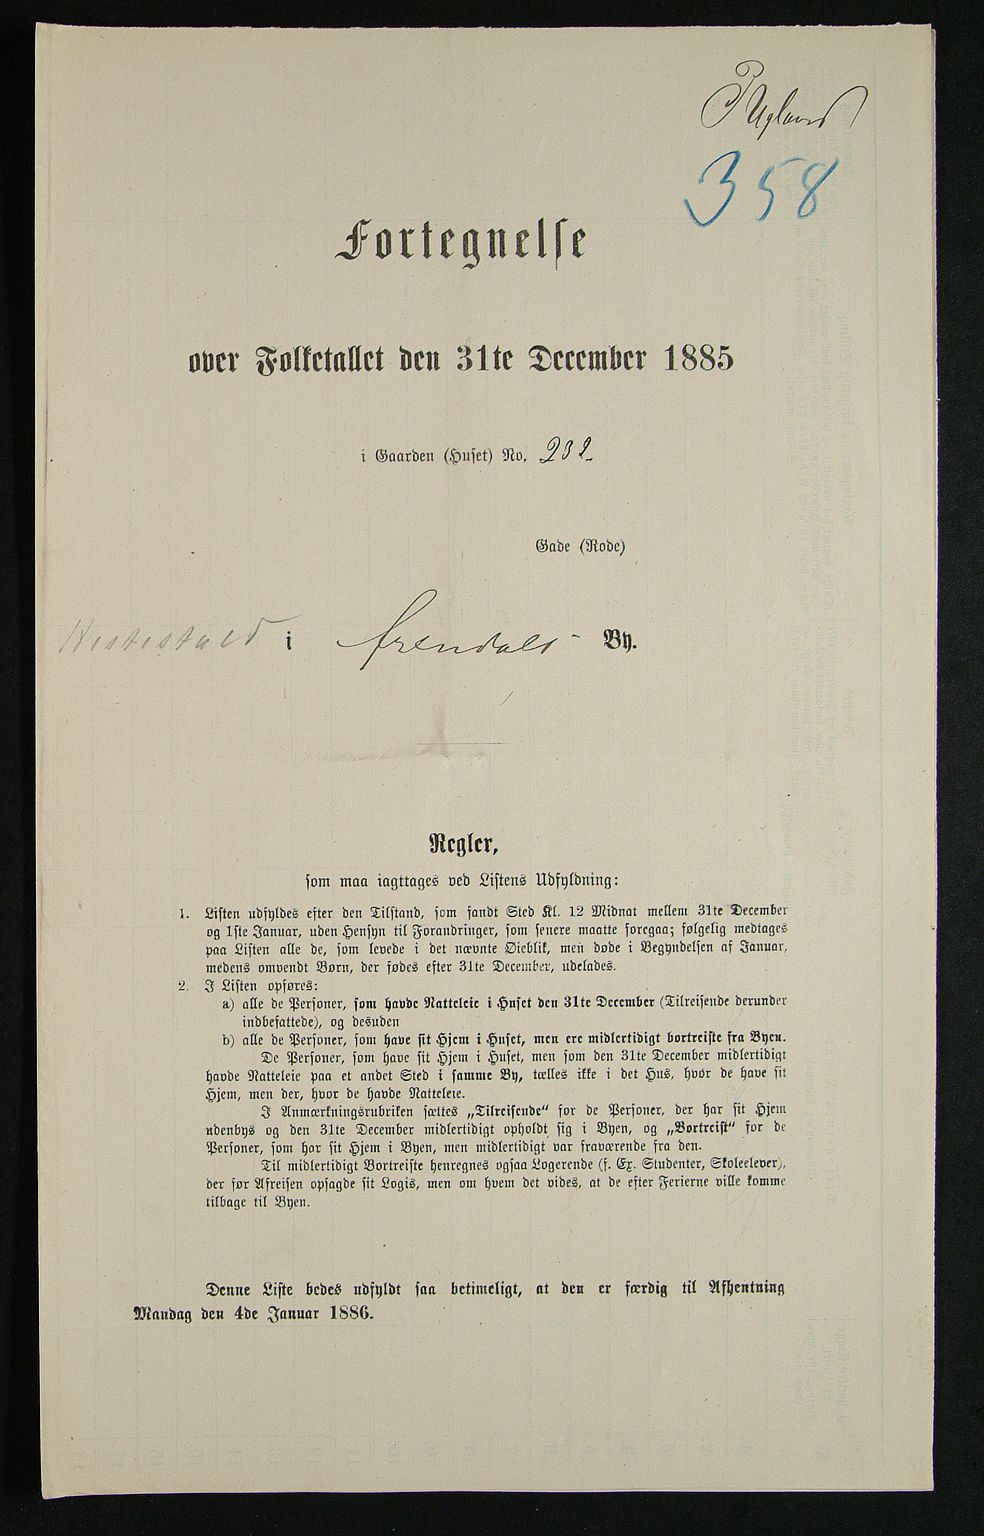 P Ugland
358
Fortegnelse
over Folketallet den 31te December 1885
i Gaarden (Huset) No. 232
Gade (Rode)
Hestestald i Arendals By.
Regler,
som maa iagttages ved Listens Udfyldning:
1. Listen udfyldes efter den Tilstand, som fandt Sted Kl. 12 Midnat mellem 31te December
og 1ste Januar, uden Hensyn til Forandringer, som senere maatte foregaa; følgelig medtages
paa Listen alle de, som levede i det nævnte Øieblik, men døde i Begyndelsen af Januar,
medens omvendt Børn, der fødes efter 31te December, udelades.
2. I Listen opføres:
a) alle de Personer, som havde Natteleie i Huset den 31te December (Tilreisende derunder
indbefattede), og desuden
b) alle de Personer, som have sit Hjem i Huset, men ere midlertidigt bortreiste fra Byen.
De Personer, som have sit Hjem i Huset, men som den 31te December midlertidigt
havde Natteleie paa et andet Sted i samme By, tælles ikke i det Hus, hvor de have sit
Hjem, men der, hvor de havde Natteleie.
I Anmærkningsrubriken sættes „Tilreisende“ for de Personer, der har sit Hjem
udenbys og den 31te December midlertidigt opholdt sig i Byen, og „Bortreist“ for de
Personer, som har sit Hjem i Byen, men midlertidigt var fraværende fra den.
Til midlertidigt Bortreiste henregnes ogsaa Logerende (f. Ex. Studenter, Skoleelever),
der før Afreisen opsagde sit Logis, men om hvem det vides, at de efter Ferierne ville komme
tilbage til Byen.
Denne Liste bedes udfyldt saa betimeligt, at den er færdig til Afhentning
Mandag den 4de Januar 1886.